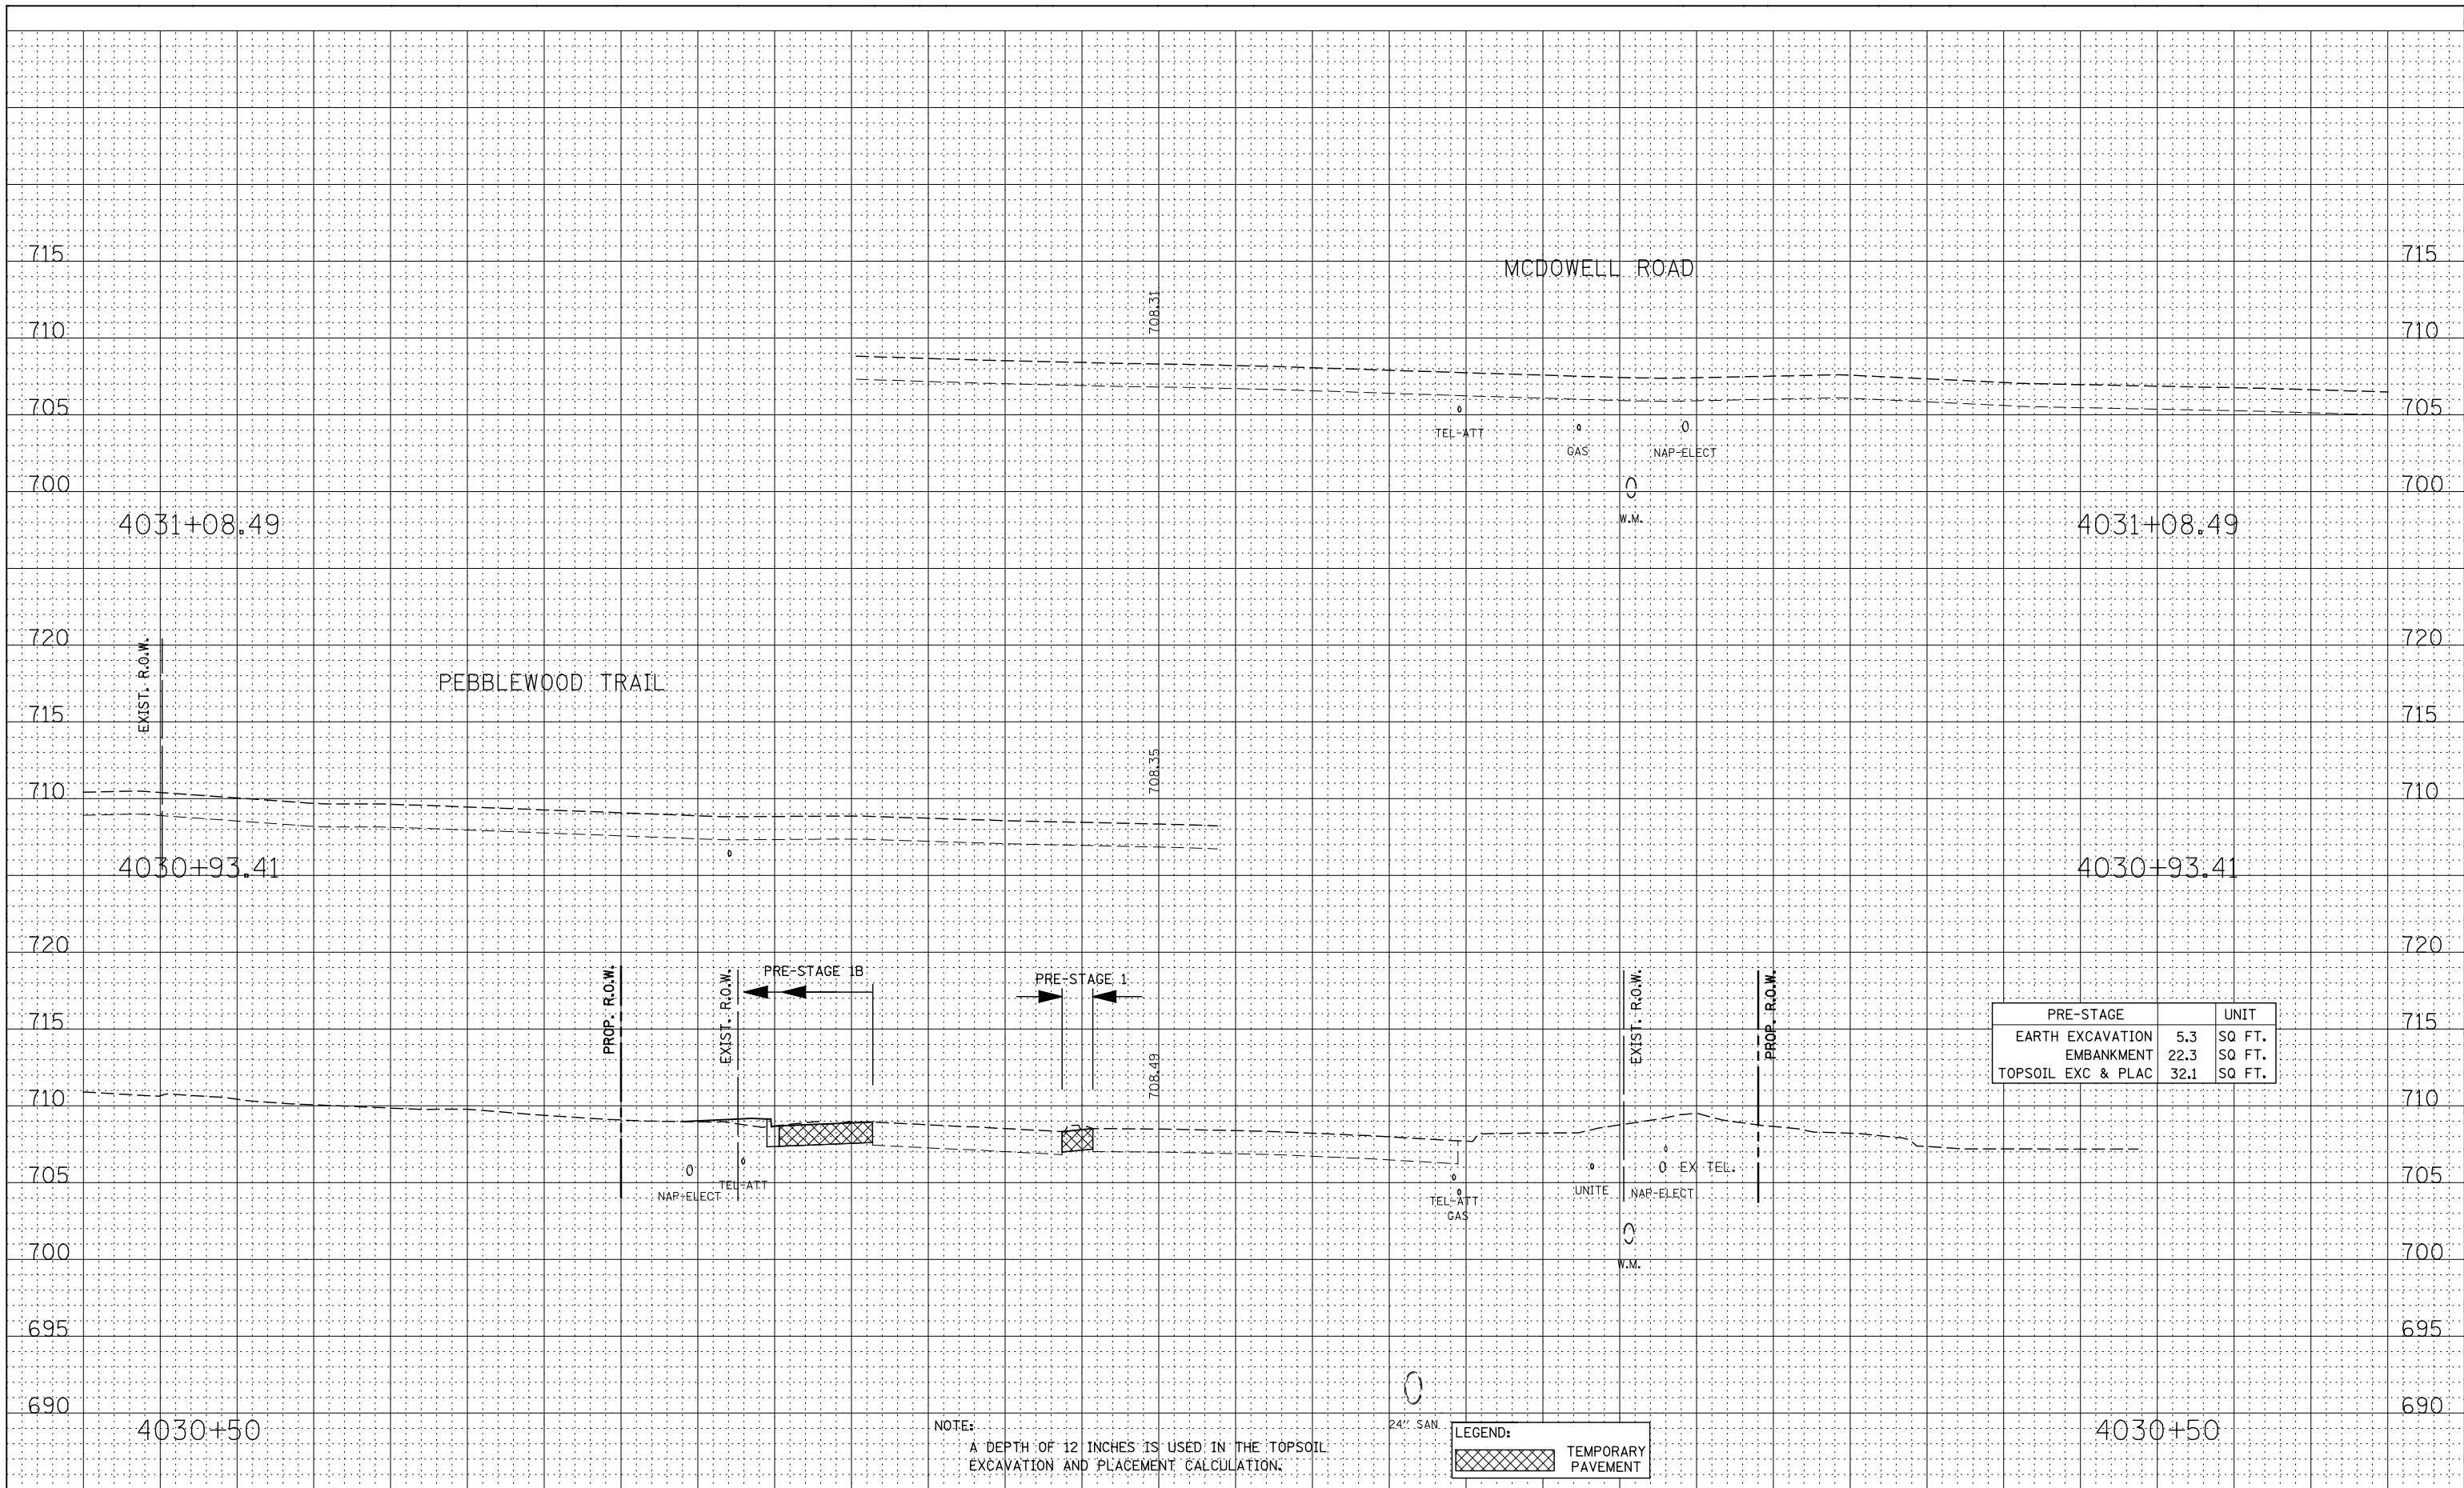 715 715
MCDOWELL ROAD
708.31
710 710
705 705
TEL-ATT
GAS
NAP-ELECT
700 700
W.M.
4031+08.49 4031+08.49
720 720
EXIST. R.O.W.
PEBBLEWOOD TRAIL
715 715
708.35
710 710
4030+93.41 4030+93.41
720 720
PROP. R.O.W.
EXIST. R.O.W.
PRE-STAGE 1B
PRE-STAGE 1
EXIST. R.O.W.
PROP. R.O.W.
PRE-STAGE UNIT
EARTH EXCAVATION 5.3 SQ FT.
EMBANKMENT 22.3 SQ FT.
TOPSOIL EXC & PLAC 32.1 SQ FT.
715 715
708.49
710 710
705 705
NAP-ELECT
TEL-ATT
TEL-ATT
GAS
UNITE
EX TEL.
NAP-ELECT
700 700
W.M.
695 695
690 690
4030+50 4030+50
24" SAN
NOTE:
A DEPTH OF 12 INCHES IS USED IN THE TOPSOIL
EXCAVATION AND PLACEMENT CALCULATION.
LEGEND:
TEMPORARY
PAVEMENT